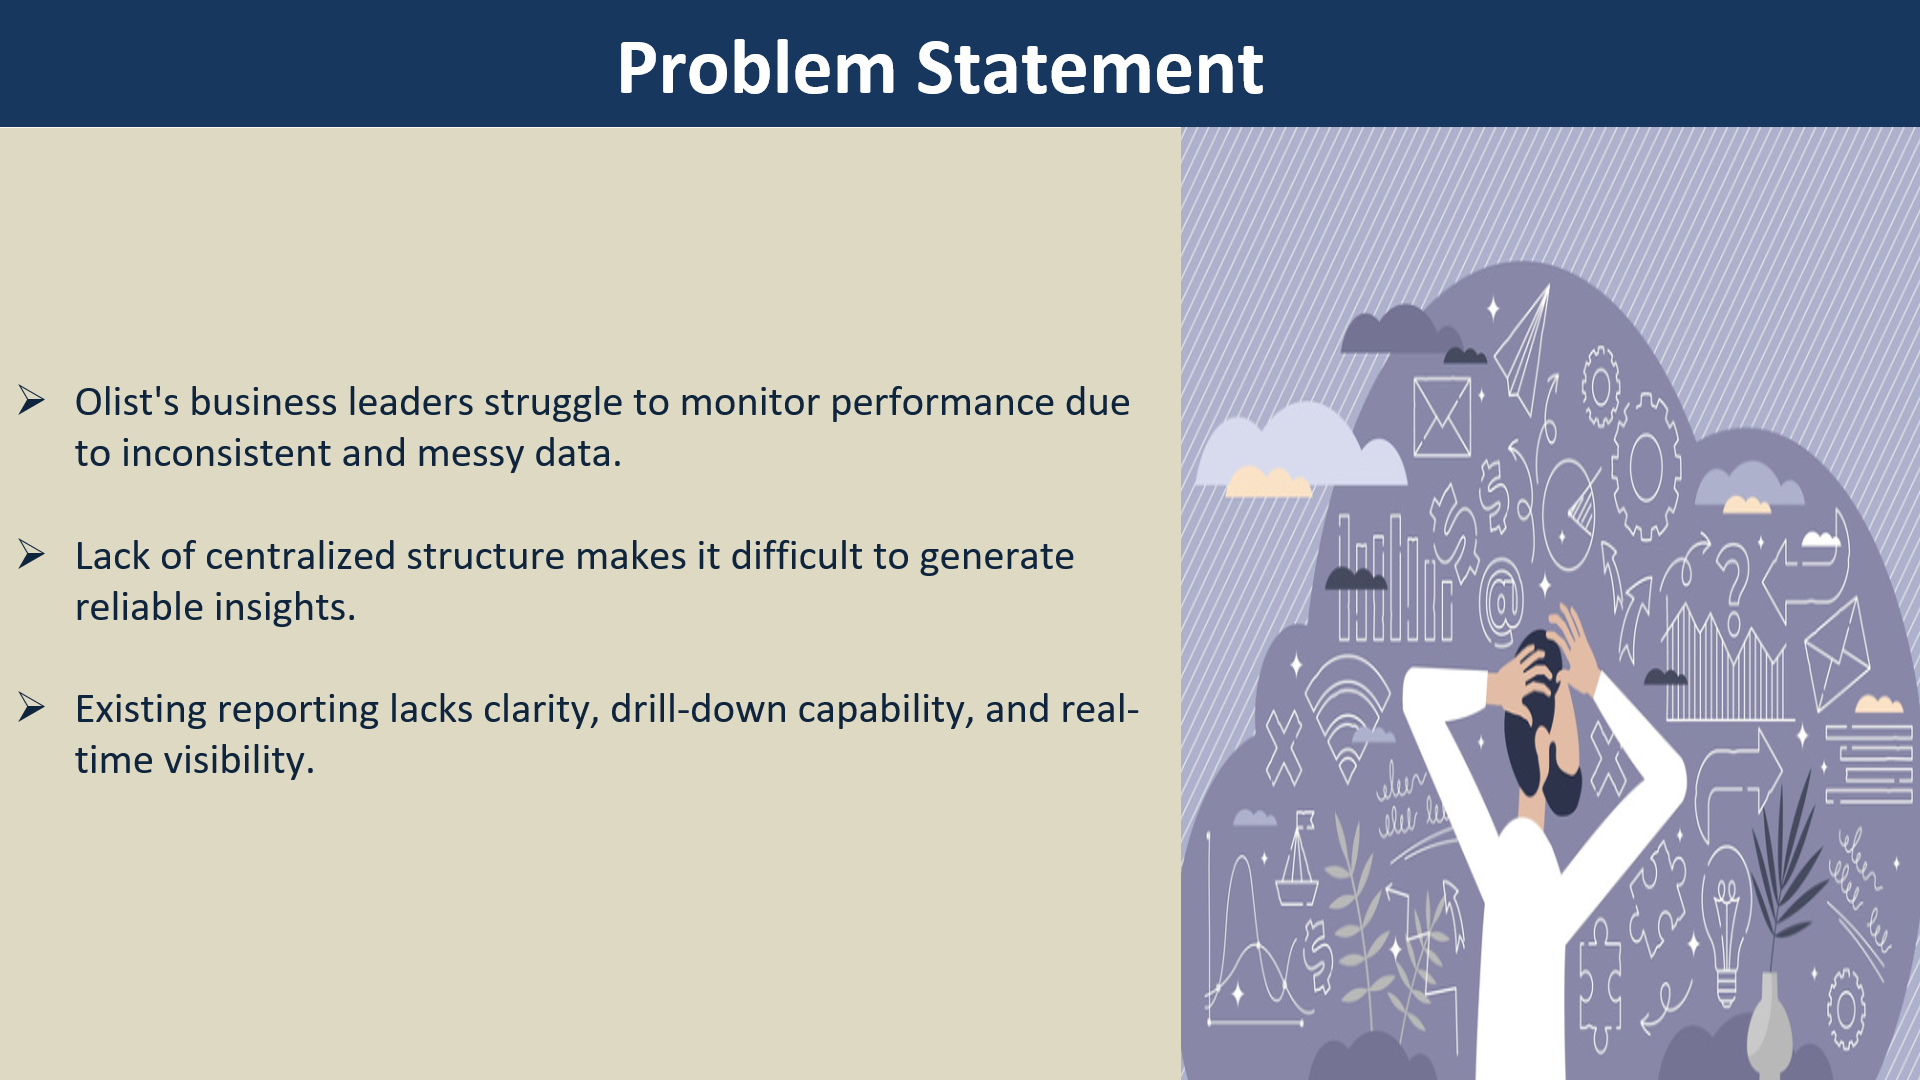 Problem Statement
➢ Olist's business leaders struggle to monitor performance due
to inconsistent and messy data.
➢ Lack of centralized structure makes it difficult to generate
reliable insights.
➢ Existing reporting lacks clarity, drill-down capability, and real-
time visibility.